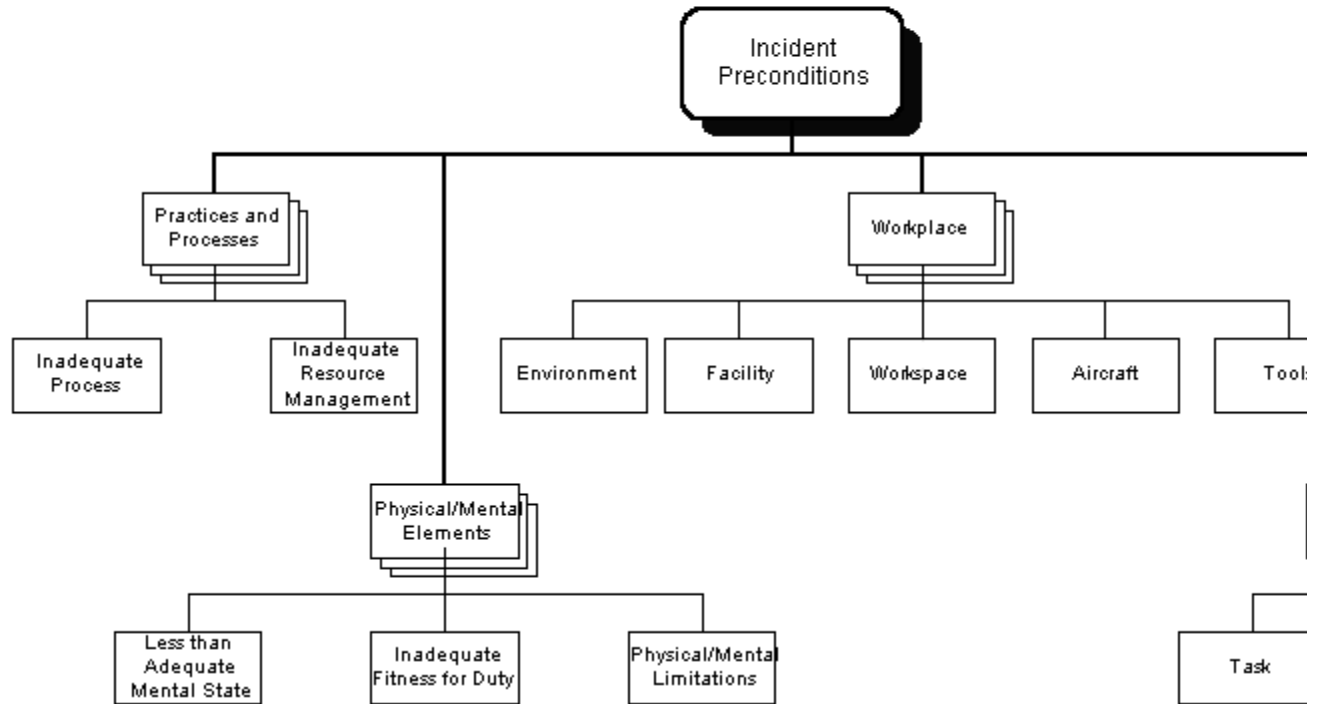 Incident
Preconditions
Practices and
Processes
Workplace
Inadequate
Process
Inadequate
Resource
Management
Environment
Facility
Workspace
Aircraft
Tools
Physical/Mental
Elements
Less than
Adequate
Mental State
Inadequate
Fitness for Duty
Physical/Mental
Limitations
Task